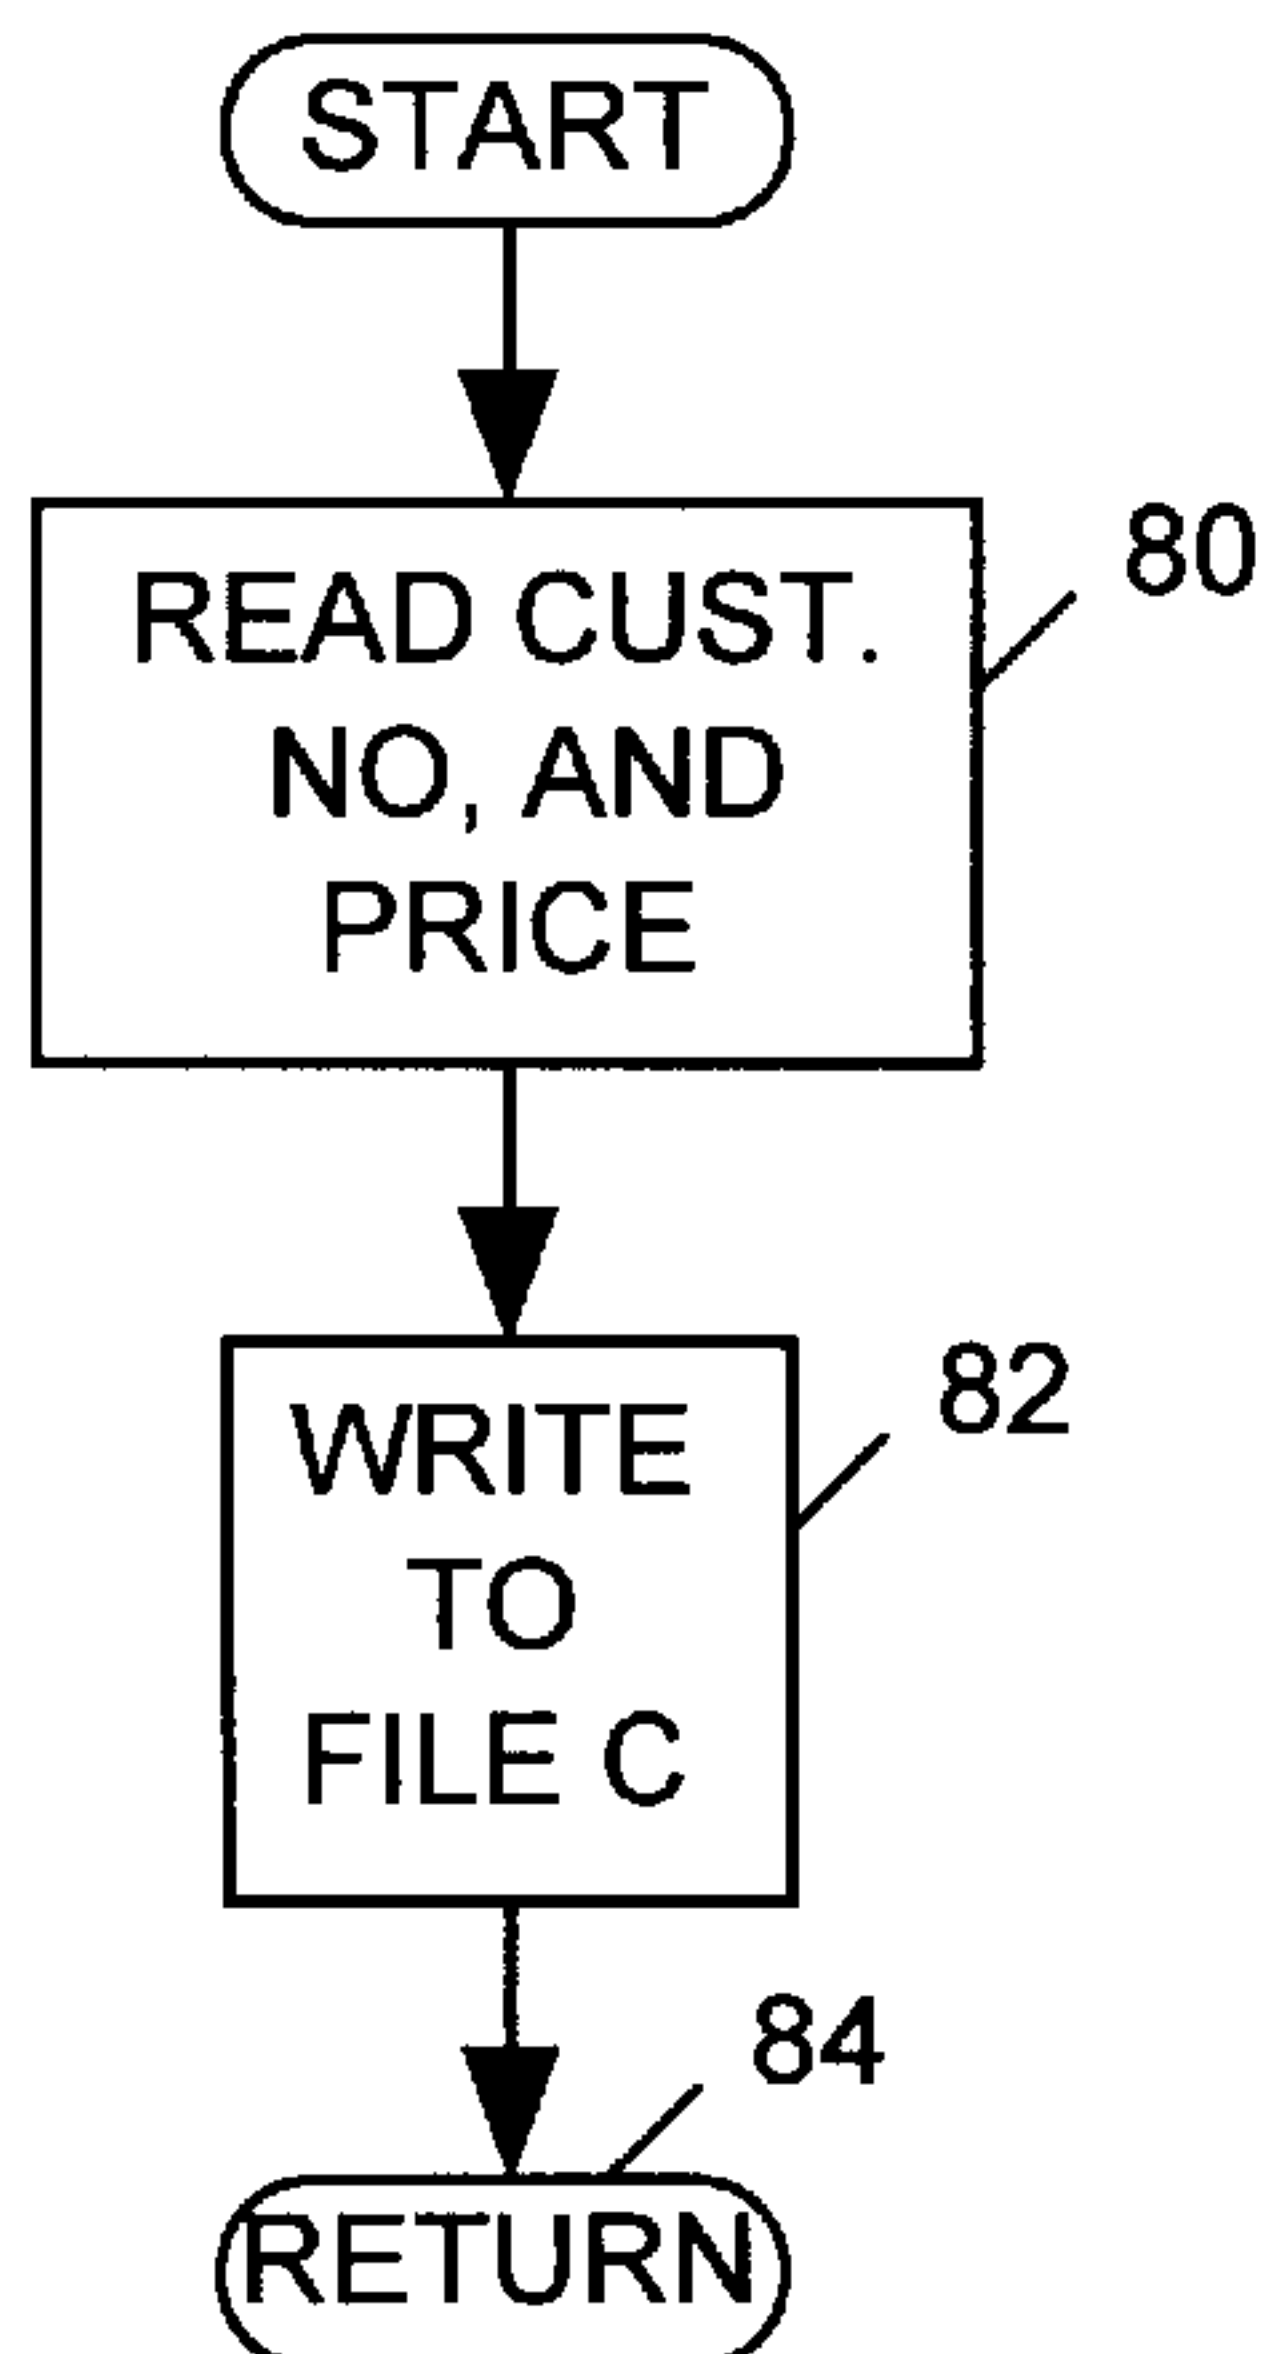 START
80
READ CUST.
NO, AND
PRICE
82
WRITE
TO
FILE C
84
RETURN